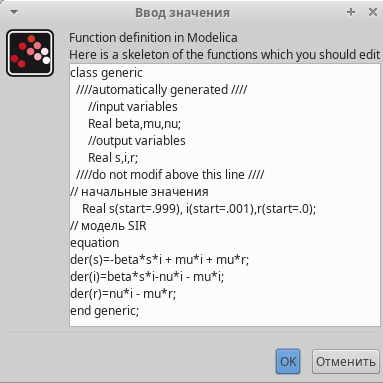 Ввод значения
Function definition in Modelica
Here is a skeleton of the functions which you should edit
class generic
////automatically generated ////
//input variables
Real beta,mu,nu;
//output variables
Real s,i,r;
////do not modif above this line ////
// начальные значения
Real s(start=.999), i(start=.001),r(start=.0);
// модель SIR
equation
der(s)=-beta*s*i + mu*i + mu*r;
der(i)=beta*s*i-nu*i - mu*i;
der(r)=nu*i - mu*r;
end generic;
OK Отменить